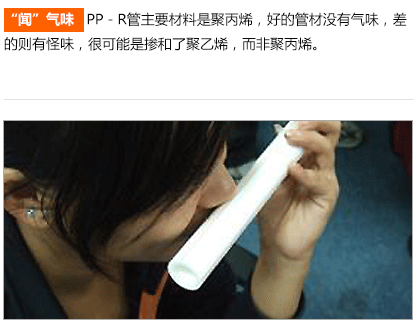 “闻”气味 PP－R管主要材料是聚丙烯，好的管材没有气味，差
的则有怪味，很可能是掺和了聚乙烯，而非聚丙烯。